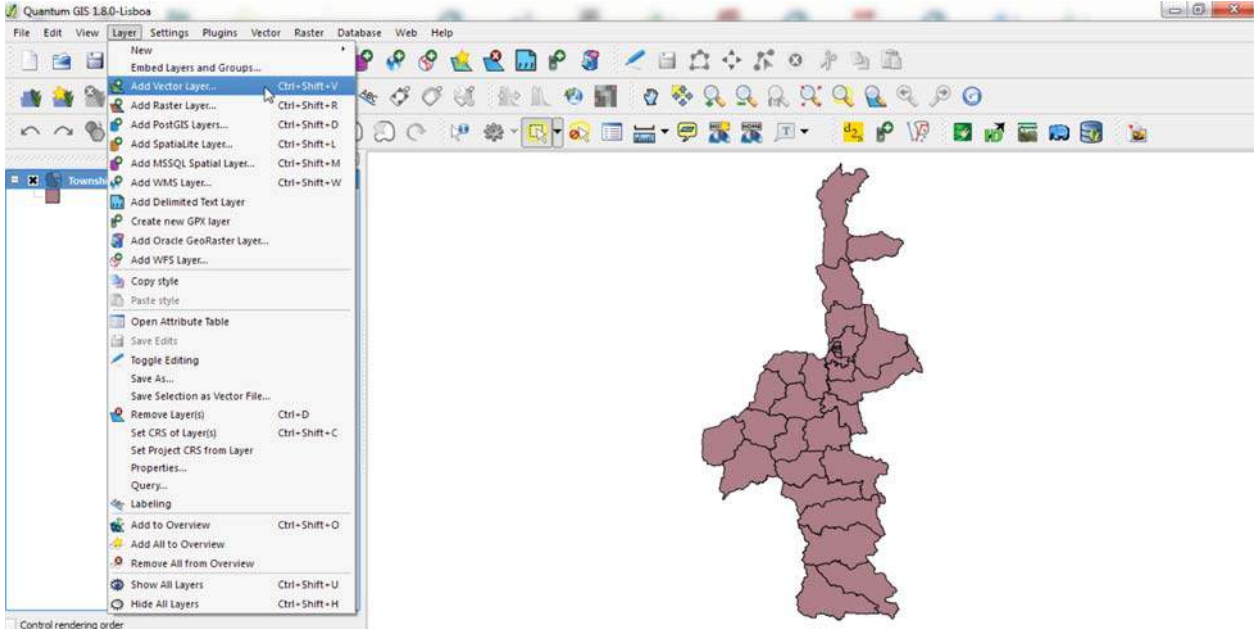 Quantum GIS 1.8.0-Lisboa
File Edit View Layer Settings Plugins Vector Raster Database Web Help
New
Embed Layers and Groups...
Add Vector Layer... Ctrl+Shift+V
Add Raster Layer... Ctrl+Shift+R
Add PostGIS Layers... Ctrl+Shift+D
Add SpatiaLite Layer... Ctrl+Shift+L
Add MSSQL Spatial Layer... Ctrl+Shift+M
Add WMS Layer... Ctrl+Shift+W
Add Delimited Text Layer
Create new GPX layer
Add Oracle GeoRaster Layer...
Add WFS Layer...
Copy style
Paste style
Open Attribute Table
Save Edits
Toggle Editing
Save As...
Save Selection as Vector File...
Remove Layer(s) Ctrl+D
Set CRS of Layer(s) Ctrl+Shift+C
Set Project CRS from Layer
Properties...
Query...
Labeling
Add to Overview Ctrl+Shift+O
Add All to Overview
Remove All from Overview
Show All Layers Ctrl+Shift+U
Hide All Layers Ctrl+Shift+H
Townshi
Control rendering order